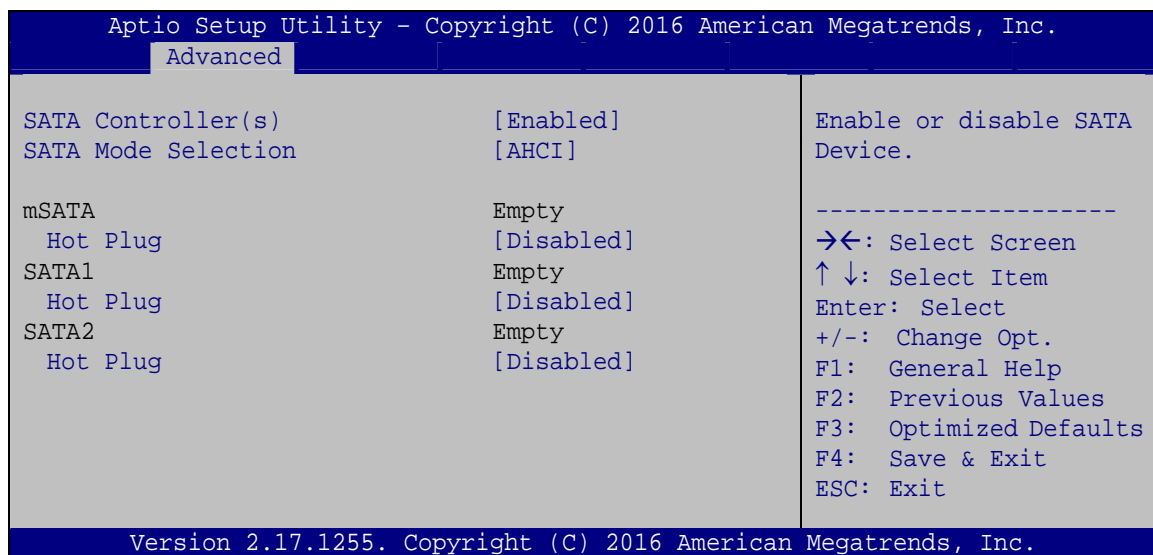 Aptio Setup Utility – Copyright (C) 2016 American Megatrends, Inc.
Advanced
SATA Controller(s) [Enabled]
SATA Mode Selection [AHCI]
mSATA Empty
Hot Plug [Disabled]
SATA1 Empty
Hot Plug [Disabled]
SATA2 Empty
Hot Plug [Disabled]
Enable or disable SATA
Device.
---------------------
→←: Select Screen
↑ ↓: Select Item
Enter: Select
+/-: Change Opt.
F1: General Help
F2: Previous Values
F3: Optimized Defaults
F4: Save & Exit
ESC: Exit
Version 2.17.1255. Copyright (C) 2016 American Megatrends, Inc.